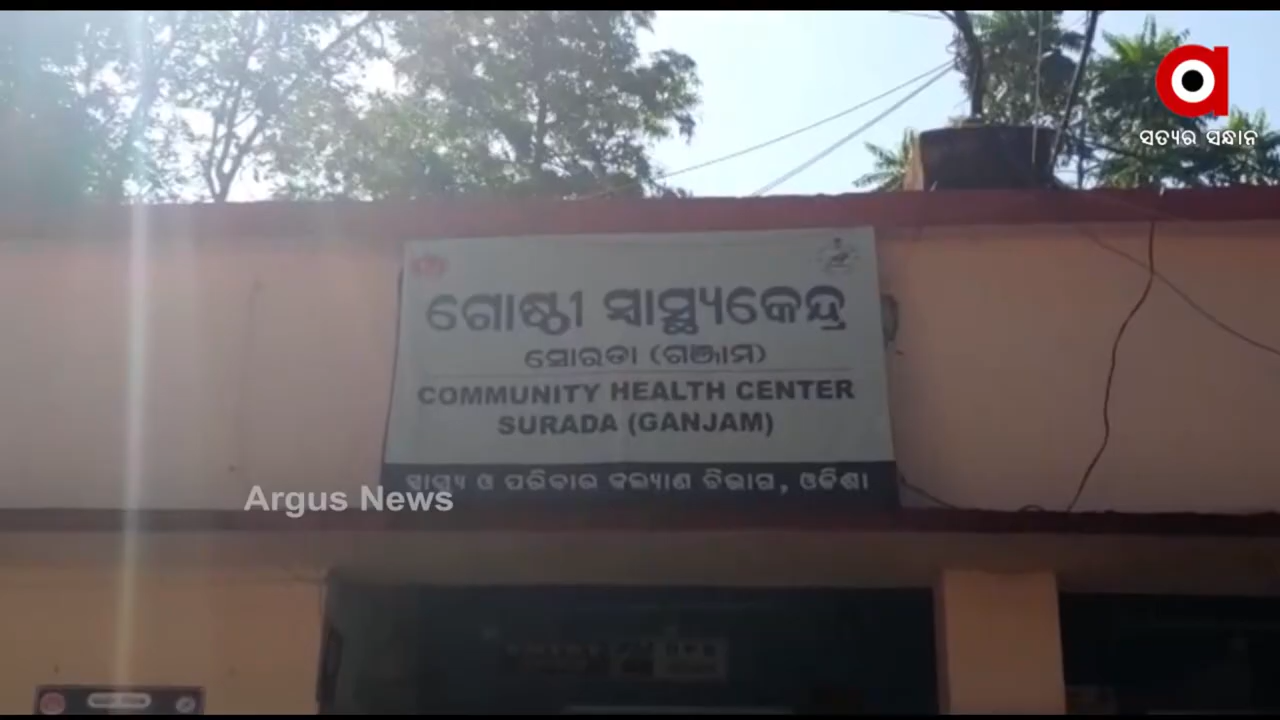 ସତ୍ୟର ସନ୍ଧାନ
ଗୋଷ୍ଠୀ ସ୍ୱାସ୍ଥ୍ୟକେନ୍ଦ୍ର
ସୋରଡା (ଗଞ୍ଜାମ)
COMMUNITY HEALTH CENTER
SURADA (GANJAM)
ସ୍ୱାସ୍ଥ୍ୟ ଓ ପରିବାର କଲ୍ୟାଣ ବିଭାଗ, ଓଡିଶା
Argus News